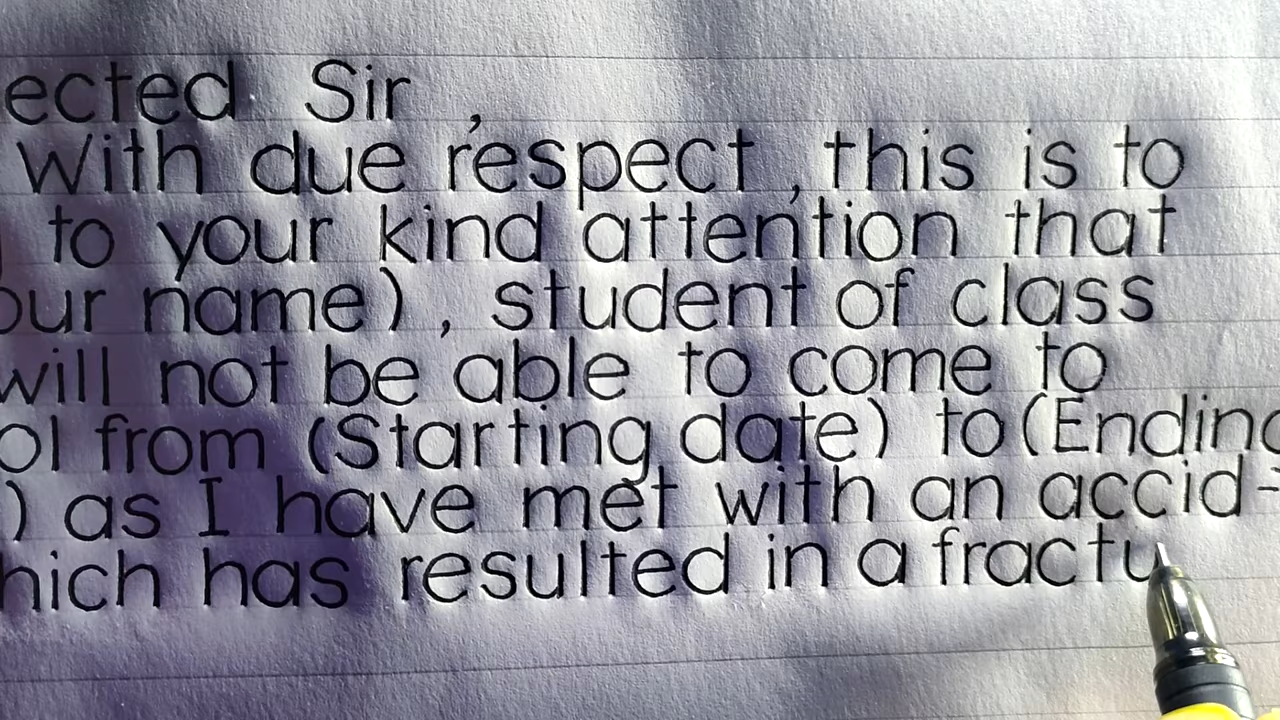 ected Sir ,
With due respect , this is to
to your kind attention that
our name) , student of class
will not be able to come to
ol from (Starting date) to (Ending
) as I have met with an accid-
hich has resulted in a fractu